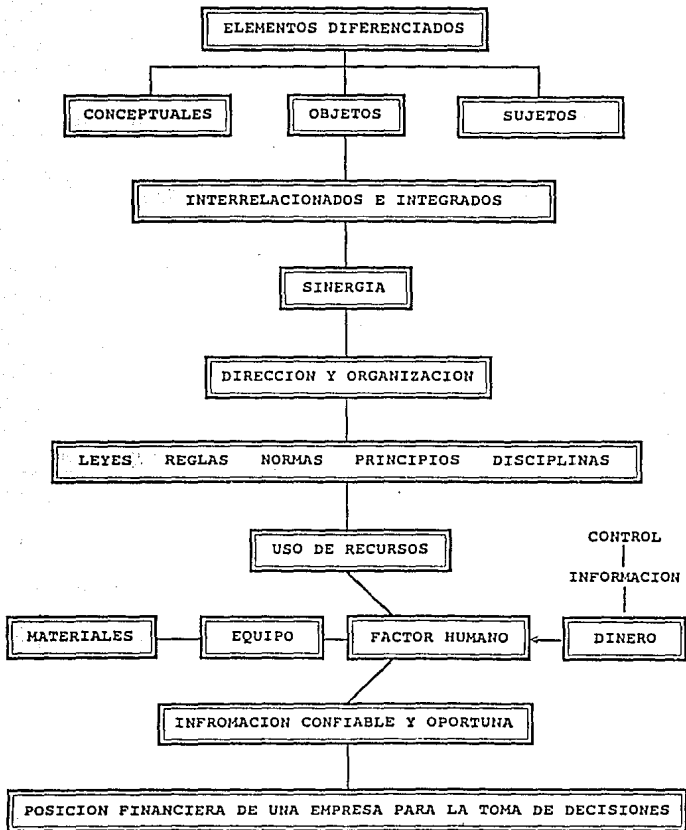 ELEMENTOS DIFERENCIADOS
CONCEPTUALES OBJETOS SUJETOS
INTERRELACIONADOS E INTEGRADOS
SINERGIA
DIRECCION Y ORGANIZACION
LEYES REGLAS NORMAS PRINCIPIOS DISCIPLINAS
USO DE RECURSOS
CONTROL
INFORMACION
MATERIALES EQUIPO FACTOR HUMANO DINERO
INFROMACION CONFIABLE Y OPORTUNA
POSICION FINANCIERA DE UNA EMPRESA PARA LA TOMA DE DECISIONES